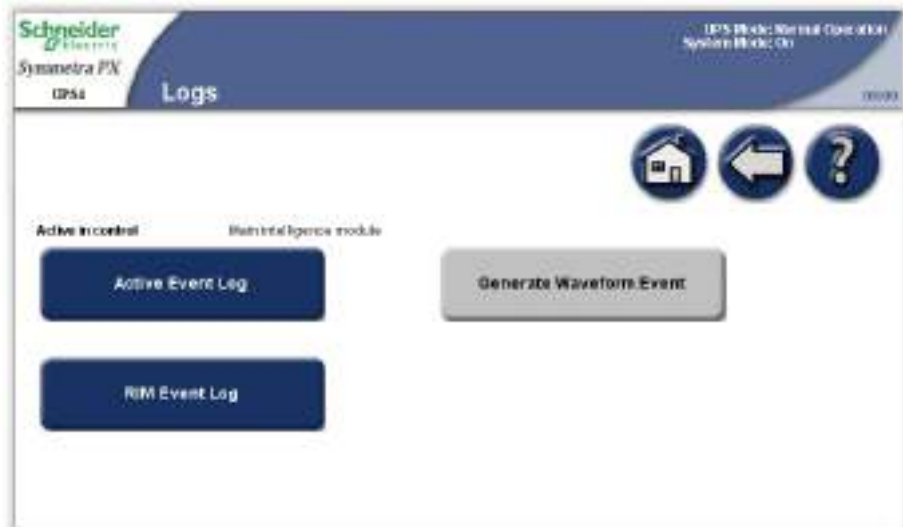 Schneider
Electric
Symmetra PX
UPS Mode: Normal Operation
System Mode: On
Logs
?
Active in control
Main intelligence module
Active Event Log
Generate Waveform Event
RIM Event Log